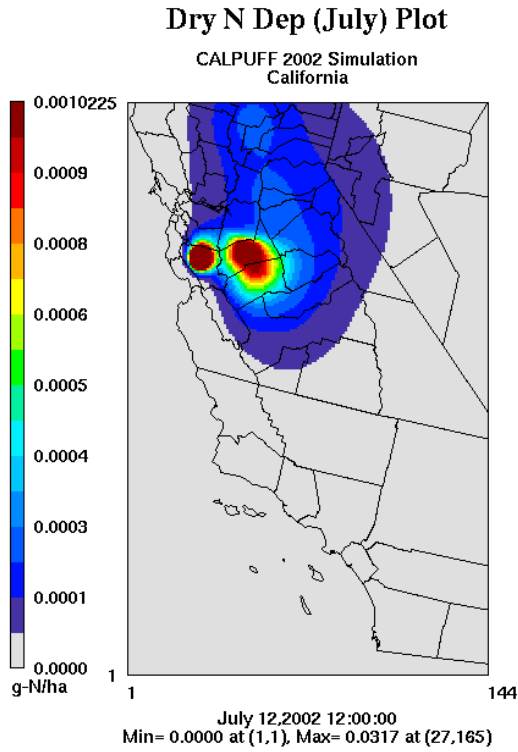 Dry N Dep (July) Plot
CALPUFF 2002 Simulation
California
0.0010
0.0009
0.0008
0.0006
0.0005
0.0004
0.0003
0.0001
0.0000
g-N/ha
225
1
1
144
July 12,2002 12:00:00
Min= 0.0000 at (1,1), Max= 0.0317 at (27,165)